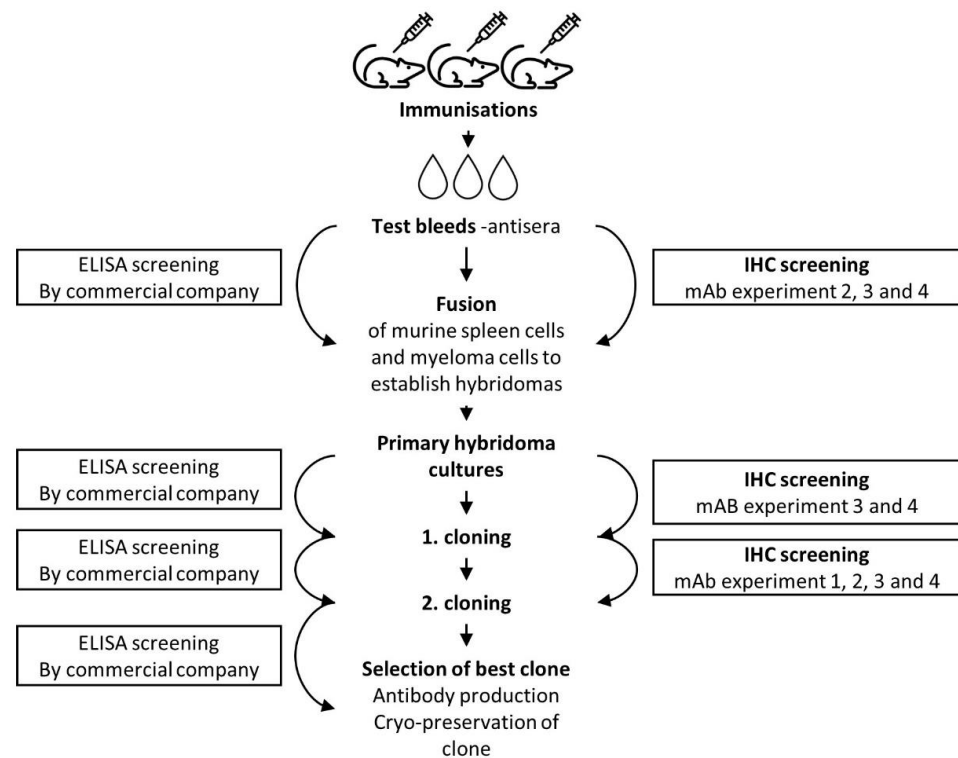 Immunisations
Test bleeds -antisera
ELISA screening
By commercial company
IHC screening
mAb experiment 2, 3 and 4
Fusion
of murine spleen cells
and myeloma cells to
establish hybridomas
Primary hybridoma
cultures
ELISA screening
By commercial company
IHC screening
mAB experiment 3 and 4
1. cloning
ELISA screening
By commercial company
IHC screening
mAb experiment 1, 2, 3 and 4
2. cloning
ELISA screening
By commercial company
Selection of best clone
Antibody production
Cryo-preservation of
clone